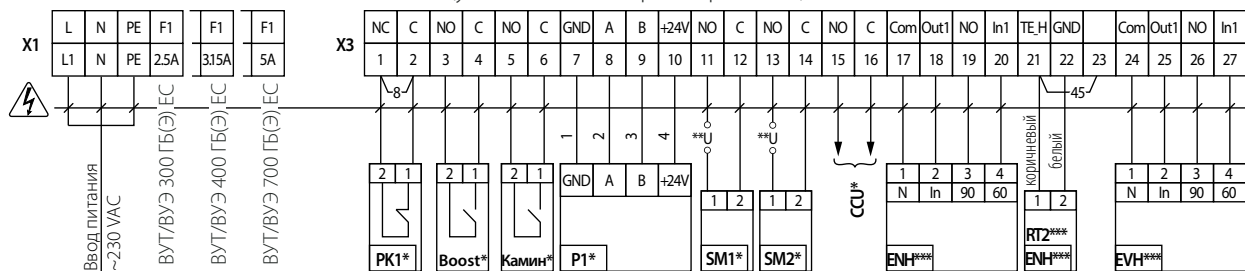 X1
L N PE F1 F1 F1
L1 N PE 2.5A 3.15A 5A
Ввод питания
~230 VAC
ВУТ/ВУЭ 300 ГБ(Э) ЕС
ВУТ/ВУЭ 400 ГБ(Э) ЕС
ВУТ/ВУЭ 700 ГБ(Э) ЕС
X3
NC C NO C NO C GND A B +24V NO C NO C NO C Com Out1 NO In1 TE_H GND Com Out1 NO In1
1 2 3 4 5 6 7 8 9 10 11 12 13 14 15 16 17 18 19 20 21 22 23 24 25 26 27
8
45
1 2 3 4
**U
**U
CCU*
коричневый
белый
2 1
PK1*
2 1
Boost*
2 1
Камин*
GND A B +24V
P1*
1 2
SM1*
1 2
SM2*
1 2 3 4
N In 90 60
ENH***
1 2
RT2***
ENH***
1 2 3 4
N In 90 60
EVH***